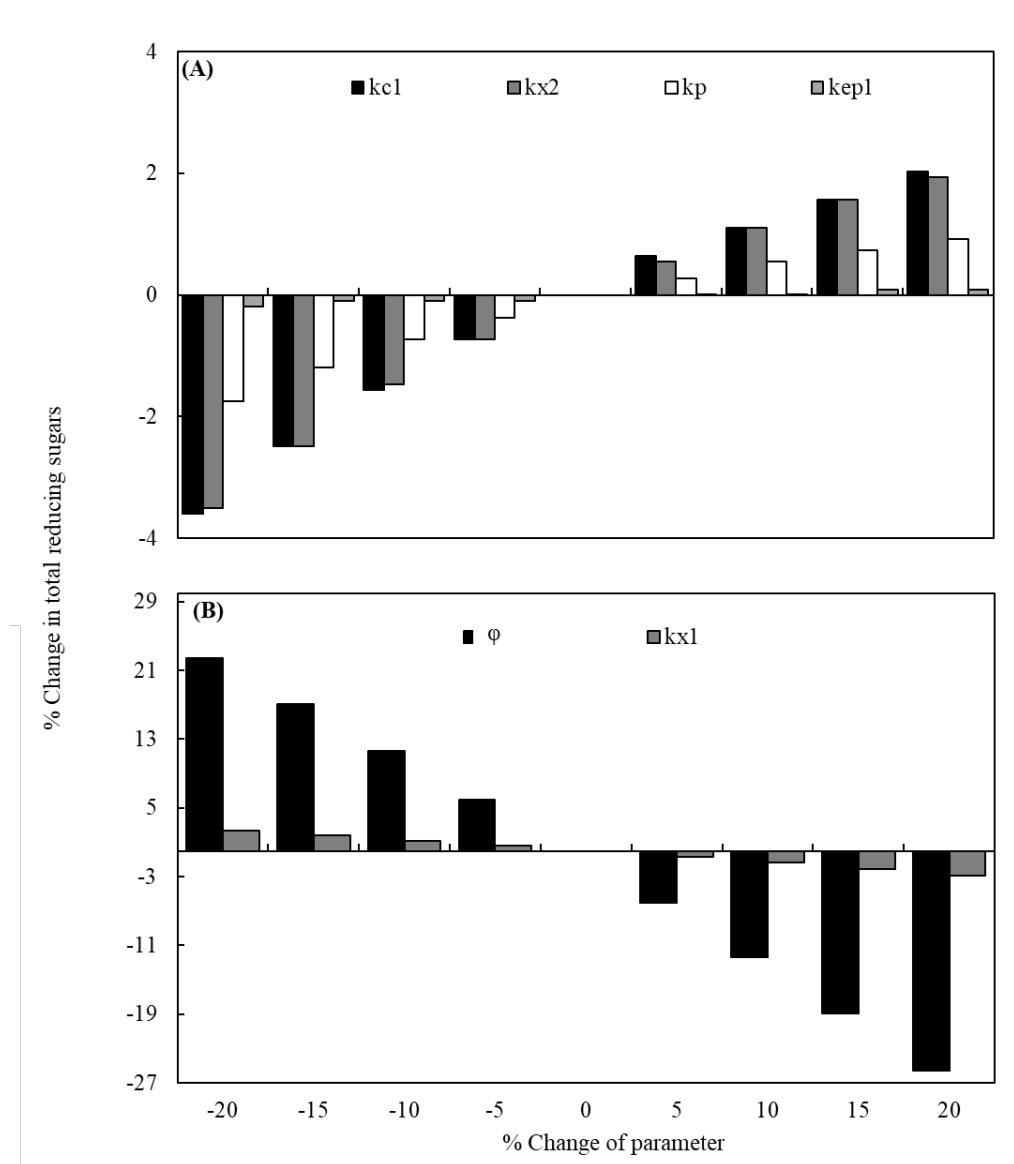 4
(A)
kc1 kx2 kp kep1
2
0
-2
-4
% Change in total reducing sugars
29
(B)
φ kx1
21
13
5
-3
-11
-19
-27
-20 -15 -10 -5 0 5 10 15 20
% Change of parameter